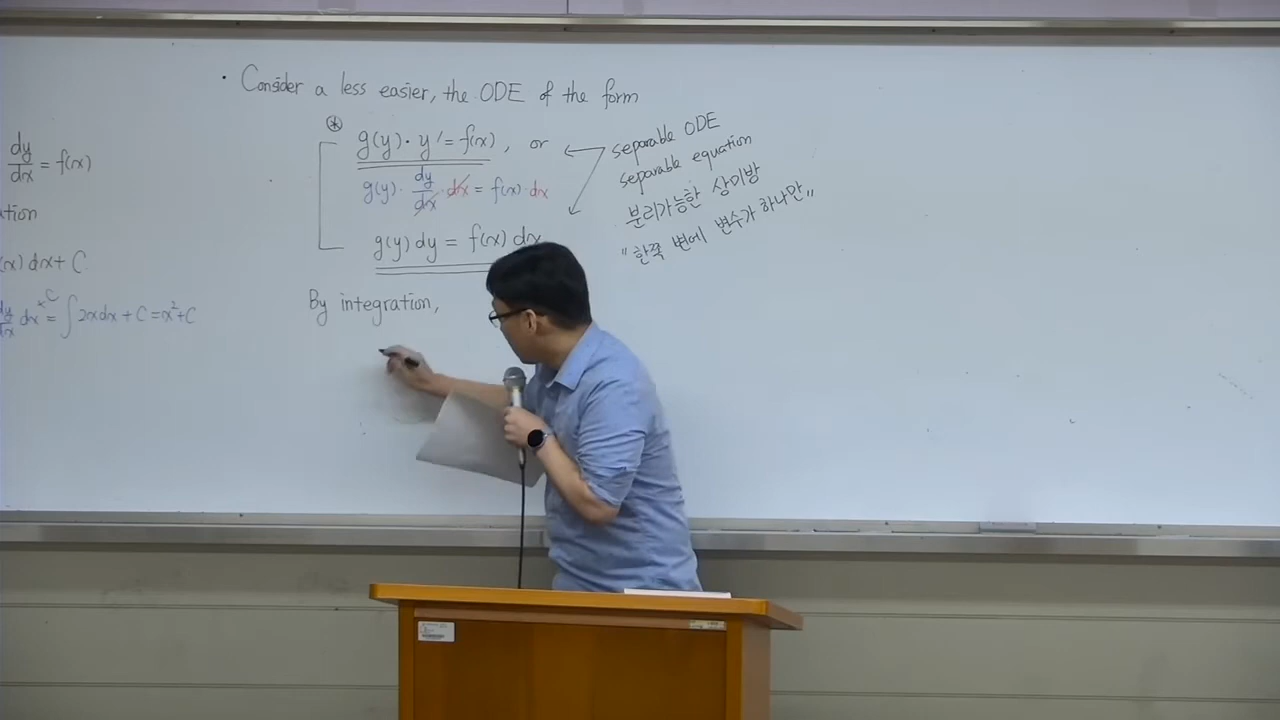 dy/dx = f(x)
ation
(x) dx + C
dy/dx dx + C = ∫ 2x dx + C = x² + C
· Consider a less easier, the ODE of the form
⊛
g(y) · y' = f(x), or
g(y) · dy/dx · dx = f(x) · dx
g(y) dy = f(x) dx
By integration,
separable ODE
separable equation
분리가능한 상미방
"한쪽 변에 변수가 하나만"